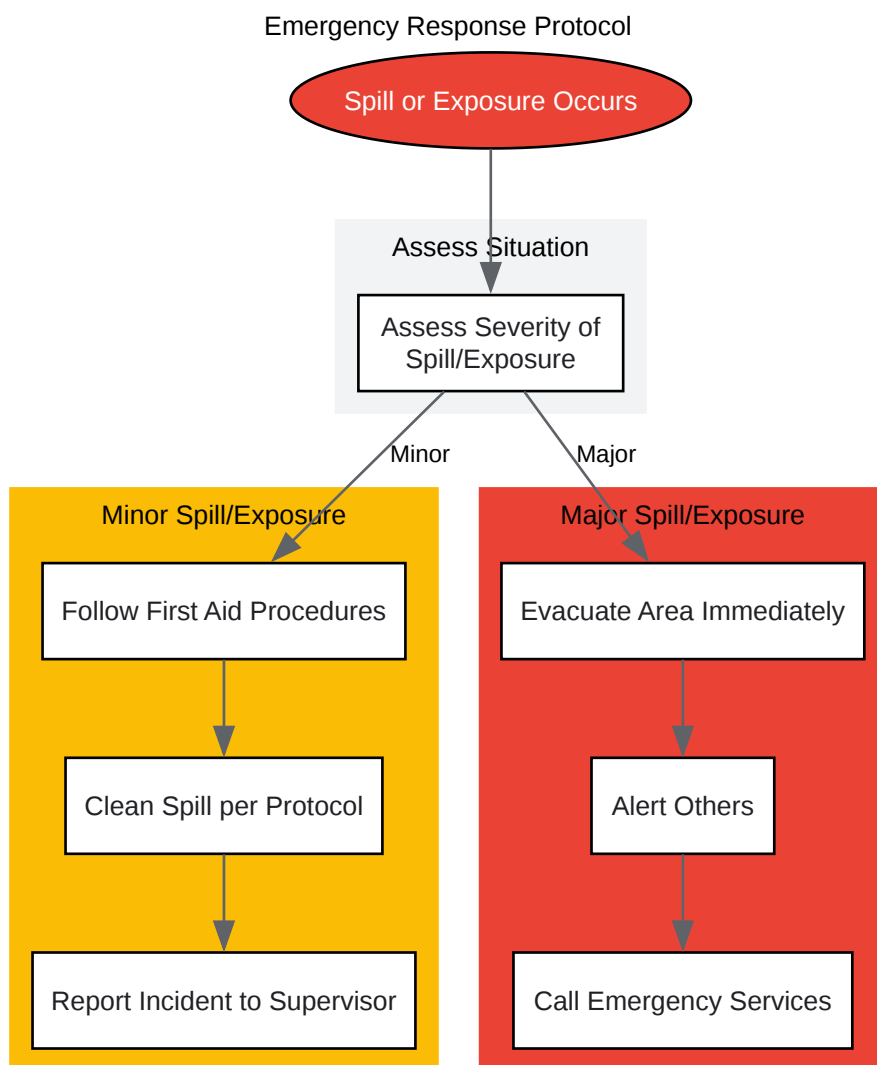 Emergency Response Protocol
Spill or Exposure Occurs
Assess Situation
Assess Severity of
Spill/Exposure
Minor
Major
Minor Spill/Exposure
Follow First Aid Procedures
Clean Spill per Protocol
Report Incident to Supervisor
Major Spill/Exposure
Evacuate Area Immediately
Alert Others
Call Emergency Services